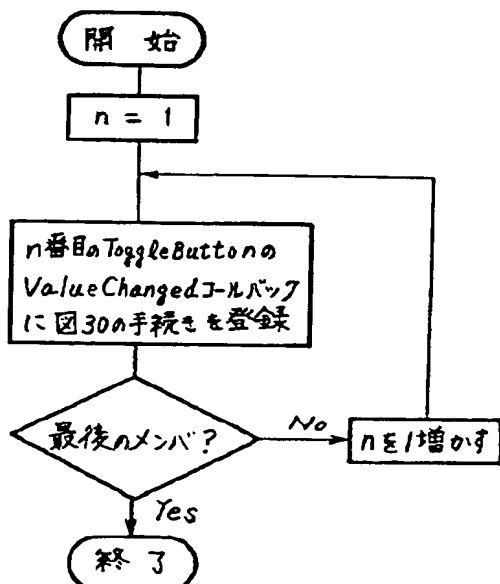 開始
n = 1
n番目のToggleButtonの
ValueChangedコールバック
に図30の手続きを登録
最後のメンバ?
No
nを1増かす
Yes
終了